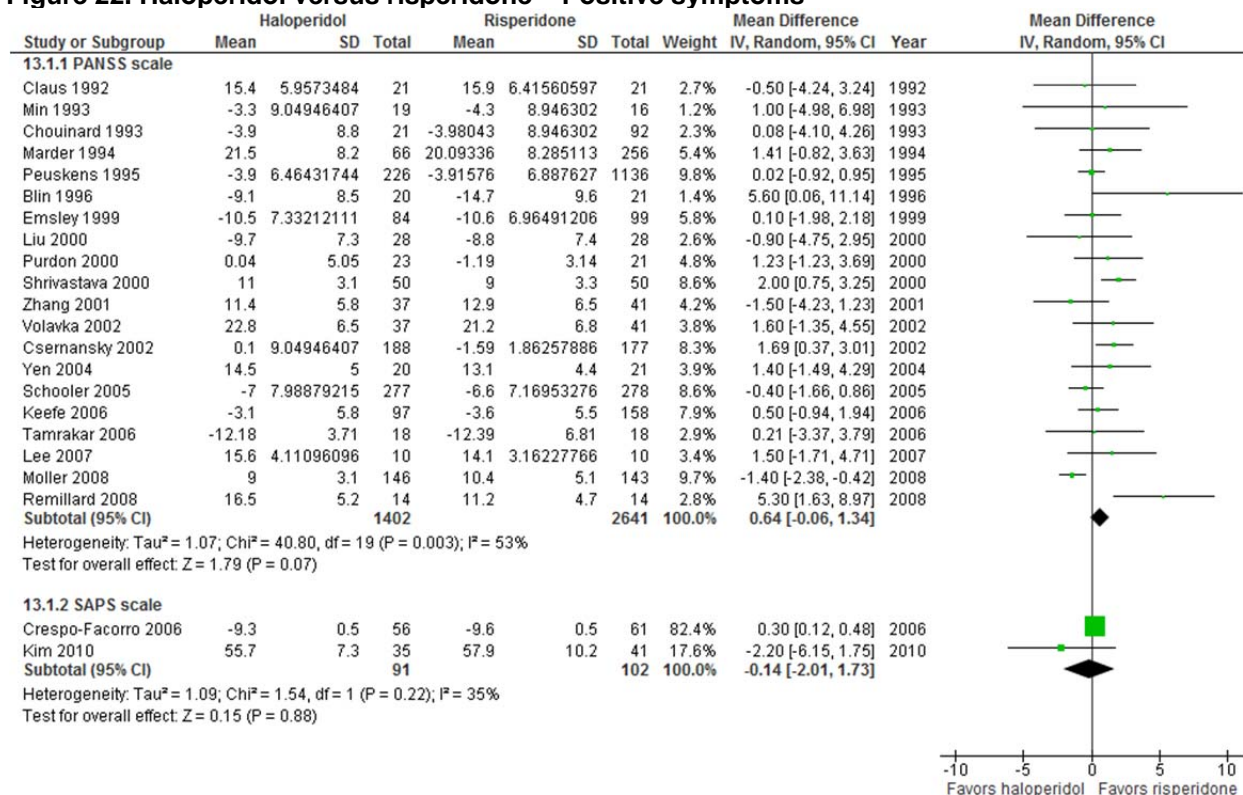 Figure 22. Haloperidol versus risperidone – Positive symptoms
Haloperidol Risperidone Mean Difference Mean Difference
Study or Subgroup Mean SD Total Mean SD Total Weight IV, Random, 95% CI Year IV, Random, 95% CI
13.1.1 PANSS scale
Claus 1992 15.4 5.9573484 21 15.9 6.41560597 21 2.7% -0.50 [-4.24, 3.24] 1992
Min 1993 -3.3 9.04946407 19 -4.3 8.946302 16 1.2% 1.00 [-4.98, 6.98] 1993
Chouinard 1993 -3.9 8.8 21 -3.98043 8.946302 92 2.3% 0.08 [-4.10, 4.26] 1993
Marder 1994 21.5 8.2 66 20.09336 8.285113 256 5.4% 1.41 [-0.82, 3.63] 1994
Peuskens 1995 -3.9 6.46431744 226 -3.91576 6.887627 1136 9.8% 0.02 [-0.92, 0.95] 1995
Blin 1996 -9.1 8.5 20 -14.7 9.6 21 1.4% 5.60 [0.06, 11.14] 1996
Emsley 1999 -10.5 7.33212111 84 -10.6 6.96491206 99 5.8% 0.10 [-1.98, 2.18] 1999
Liu 2000 -9.7 7.3 28 -8.8 7.4 28 2.6% -0.90 [-4.75, 2.95] 2000
Purdon 2000 0.04 5.05 23 -1.19 3.14 21 4.8% 1.23 [-1.23, 3.69] 2000
Shrivastava 2000 11 3.1 50 9 3.3 50 8.6% 2.00 [0.75, 3.25] 2000
Zhang 2001 11.4 5.8 37 12.9 6.5 41 4.2% -1.50 [-4.23, 1.23] 2001
Volavka 2002 22.8 6.5 37 21.2 6.8 41 3.8% 1.60 [-1.35, 4.55] 2002
Csernansky 2002 0.1 9.04946407 188 -1.59 1.86257886 177 8.3% 1.69 [0.37, 3.01] 2002
Yen 2004 14.5 5 20 13.1 4.4 21 3.9% 1.40 [-1.49, 4.29] 2004
Schooler 2005 -7 7.98879215 277 -6.6 7.16953276 278 8.6% -0.40 [-1.66, 0.86] 2005
Keefe 2006 -3.1 5.8 97 -3.6 5.5 158 7.9% 0.50 [-0.94, 1.94] 2006
Tamrakar 2006 -12.18 3.71 18 -12.39 6.81 18 2.9% 0.21 [-3.37, 3.79] 2006
Lee 2007 15.6 4.11096096 10 14.1 3.16227766 10 3.4% 1.50 [-1.71, 4.71] 2007
Moller 2008 9 3.1 146 10.4 5.1 143 9.7% -1.40 [-2.38, -0.42] 2008
Remillard 2008 16.5 5.2 14 11.2 4.7 14 2.8% 5.30 [1.63, 8.97] 2008
Subtotal (95% CI) 1402 2641 100.0% 0.64 [-0.06, 1.34]
Heterogeneity: Tau² = 1.07; Chi² = 40.80, df = 19 (P = 0.003); I² = 53%
Test for overall effect: Z = 1.79 (P = 0.07)
13.1.2 SAPS scale
Crespo-Facorro 2006 -9.3 0.5 56 -9.6 0.5 61 82.4% 0.30 [0.12, 0.48] 2006
Kim 2010 55.7 7.3 35 57.9 10.2 41 17.6% -2.20 [-6.15, 1.75] 2010
Subtotal (95% CI) 91 102 100.0% -0.14 [-2.01, 1.73]
Heterogeneity: Tau² = 1.09; Chi² = 1.54, df = 1 (P = 0.22); I² = 35%
Test for overall effect: Z = 0.15 (P = 0.88)
-10 -5 0 5 10
Favors haloperidol Favors risperidone